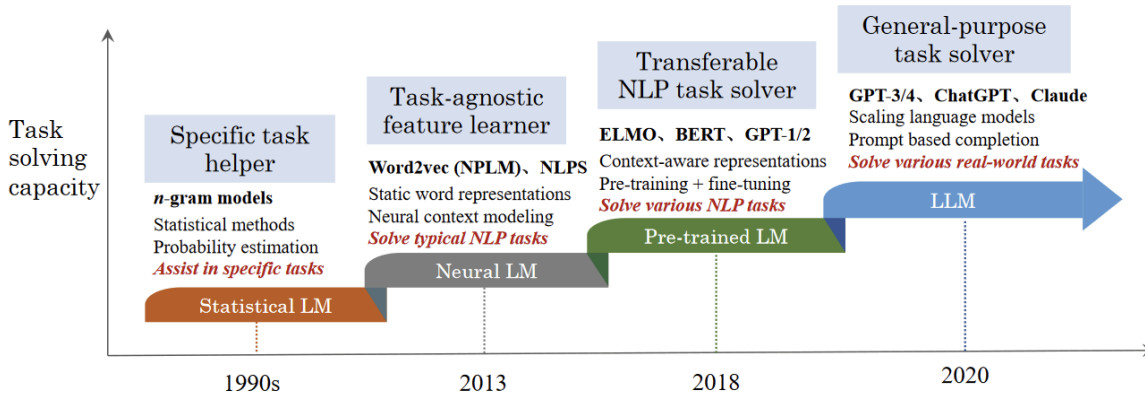 Task
solving
capacity
Specific task
helper
n-gram models
Statistical methods
Probability estimation
Assist in specific tasks
Statistical LM
1990s
Task-agnostic
feature learner
Word2vec (NPLM)、NLPS
Static word representations
Neural context modeling
Solve typical NLP tasks
Neural LM
2013
Transferable
NLP task solver
ELMO、BERT、GPT-1/2
Context-aware representations
Pre-training + fine-tuning
Solve various NLP tasks
Pre-trained LM
2018
General-purpose
task solver
GPT-3/4、ChatGPT、Claude
Scaling language models
Prompt based completion
Solve various real-world tasks
LLM
2020